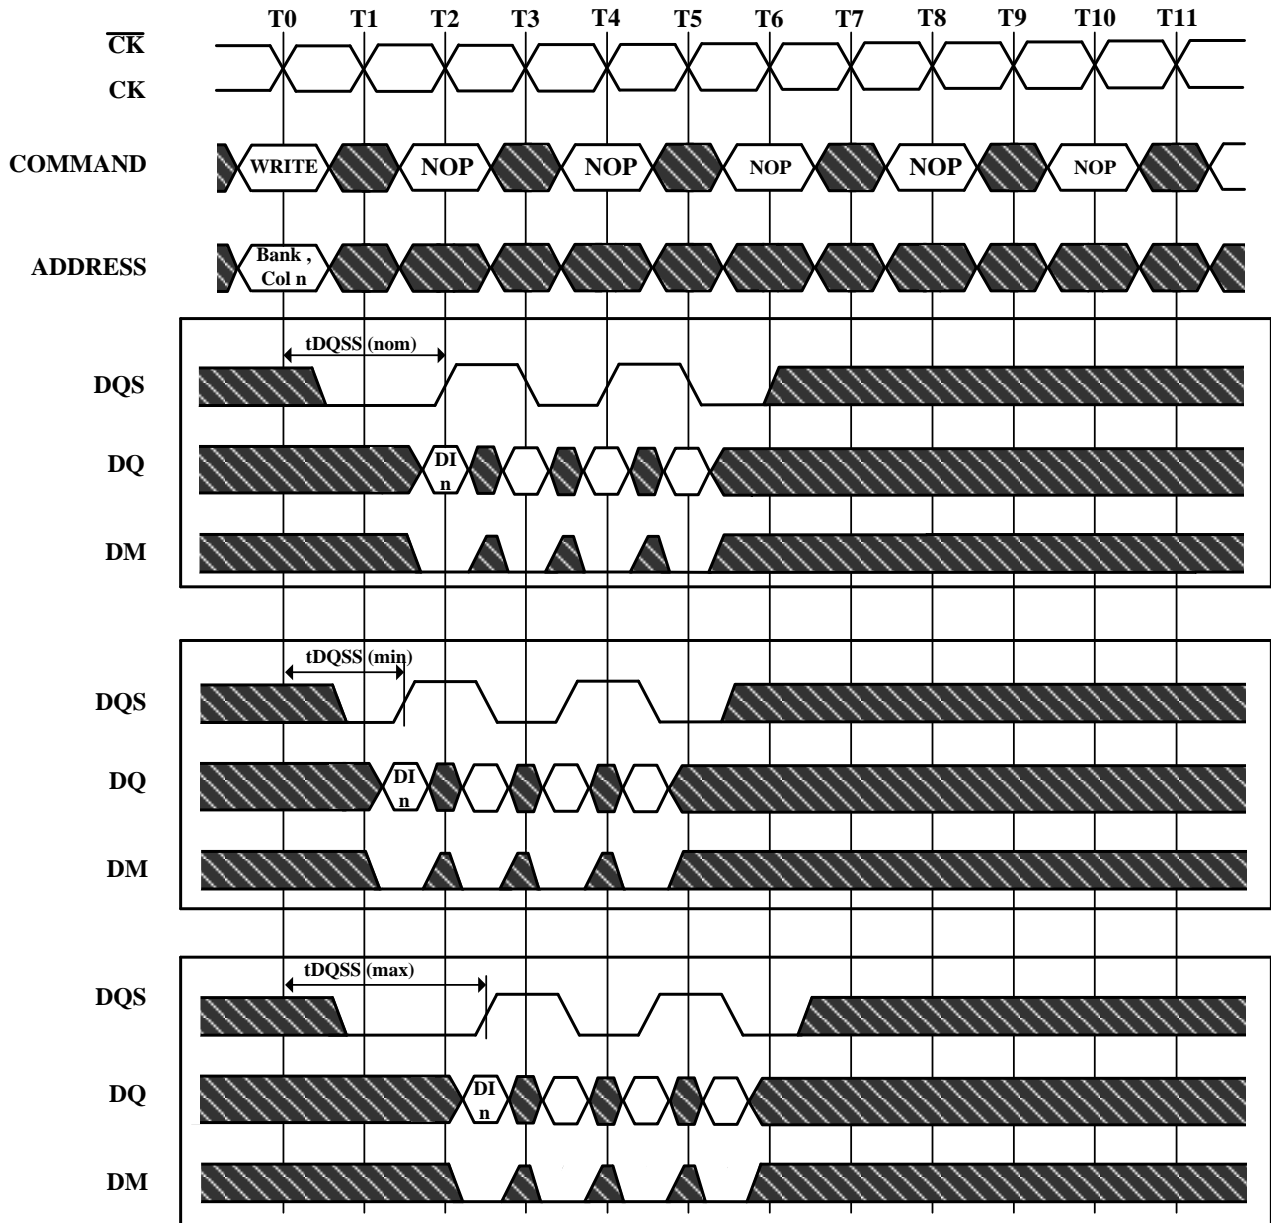 T0 T1 T2 T3 T4 T5 T6 T7 T8 T9 T10 T11
CK
CK
COMMAND WRITE NOP NOP NOP NOP NOP
ADDRESS Bank ,
Col n
tDQSS (nom)
DQS
DQ DI
n
DM
tDQSS (min)
DQS
DQ DI
n
DM
tDQSS (max)
DQS
DQ DI
n
DM